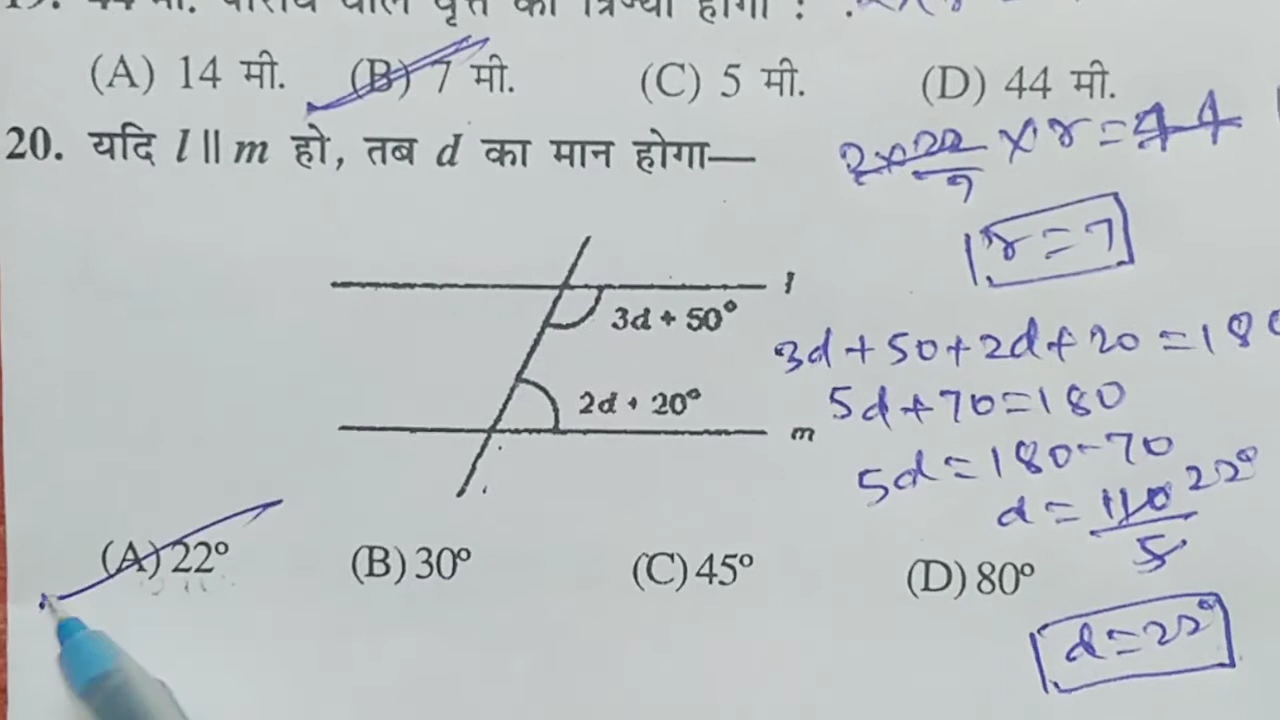 (A) 14 मी. (B) 7 मी. (C) 5 मी. (D) 44 मी.
20. यदि l || m हो, तब d का मान होगा—
2×22/7 × r = 44
r = 7
l
3d + 50°
3d + 50 + 2d + 20 = 180
2d + 20°
5d + 70 = 180
m
5d = 180 - 70
d = 110/5 22°
(A) 22° (B) 30° (C) 45° (D) 80°
d = 22°